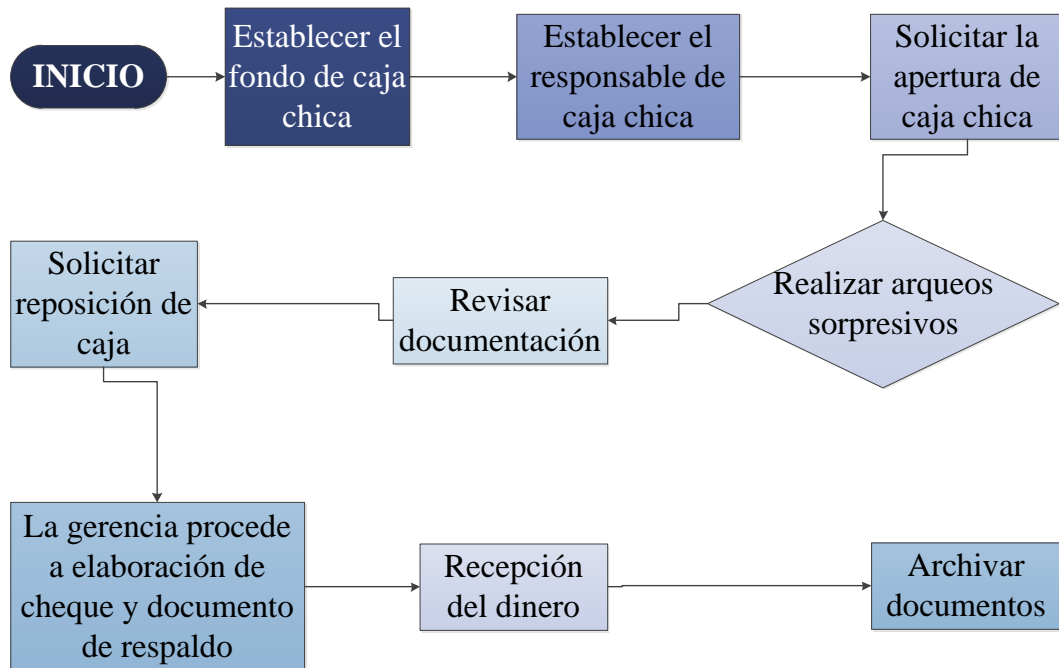 INICIO
Establecer el
fondo de caja
chica
Establecer el
responsable de
caja chica
Solicitar la
apertura de
caja chica
Realizar arqueos
sorpresivos
Revisar
documentación
Solicitar
reposición de
caja
La gerencia procede
a elaboración de
cheque y documento
de respaldo
Recepción
del dinero
Archivar
documentos